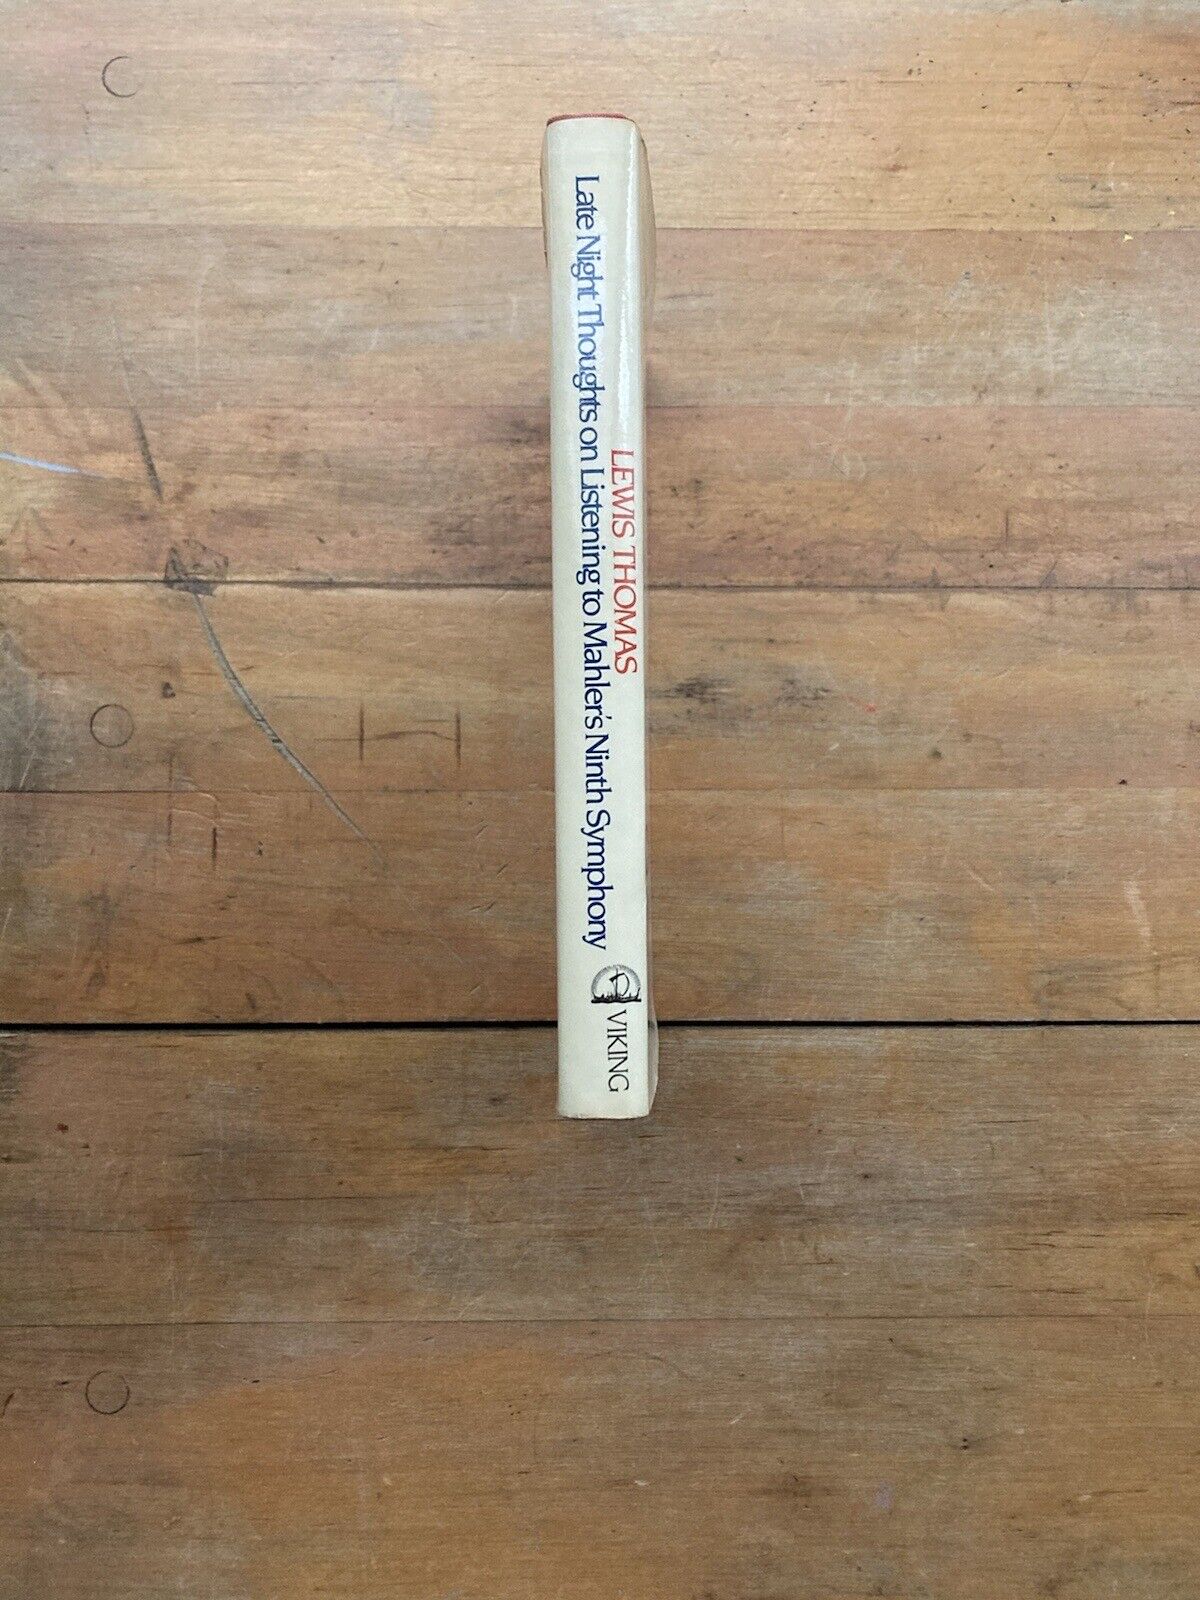 LEWIS THOMAS
Late Night Thoughts on Listening to Mahler's Ninth Symphony
VIKING